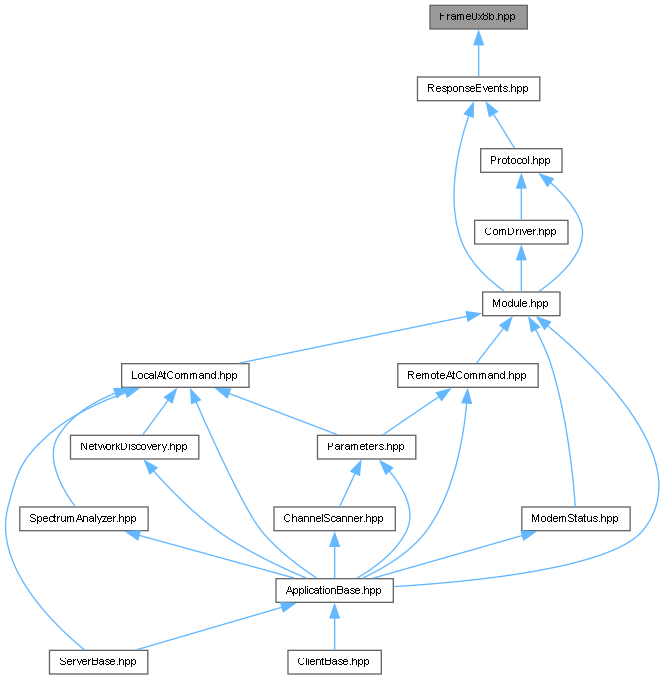 Frame0x8b.hpp
ResponseEvents.hpp
Protocol.hpp
ComDriver.hpp
Module.hpp
LocalAtCommand.hpp
RemoteAtCommand.hpp
NetworkDiscovery.hpp
Parameters.hpp
SpectrumAnalyzer.hpp
ChannelScanner.hpp
ModemStatus.hpp
ApplicationBase.hpp
ServerBase.hpp
ClientBase.hpp